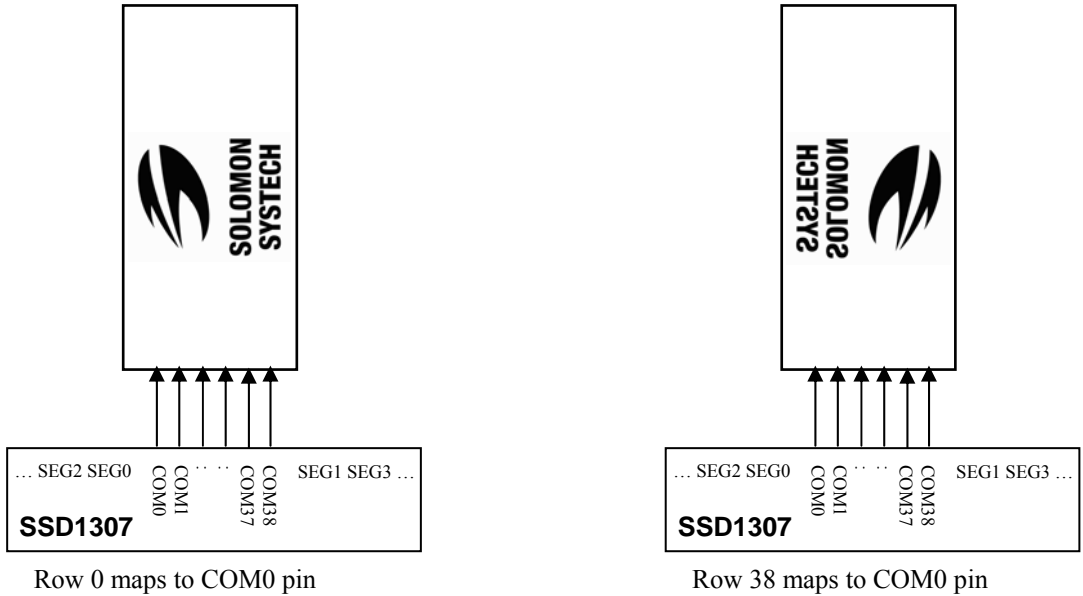 SOLOMON
SYSTECH
… SEG2 SEG0
COM0
COM1
..
..
COM37
COM38
SEG1 SEG3 …
SSD1307
Row 0 maps to COM0 pin
SOLOMON
SYSTECH
… SEG2 SEG0
COM0
COM1
..
..
COM37
COM38
SEG1 SEG3 …
SSD1307
Row 38 maps to COM0 pin